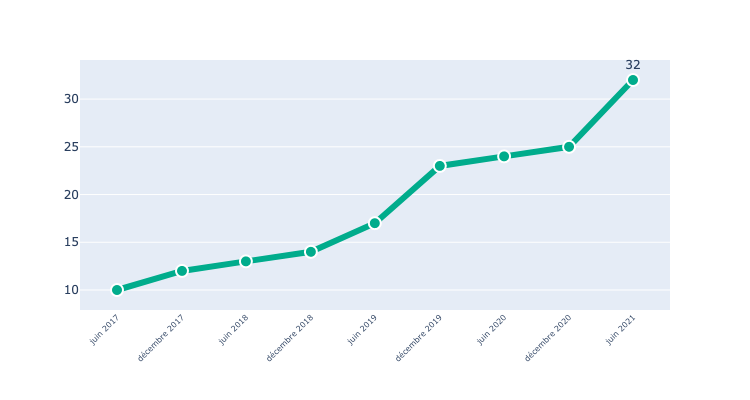 32
30
25
20
15
10
juin 2017
décembre 2017
juin 2018
décembre 2018
juin 2019
décembre 2019
juin 2020
décembre 2020
juin 2021